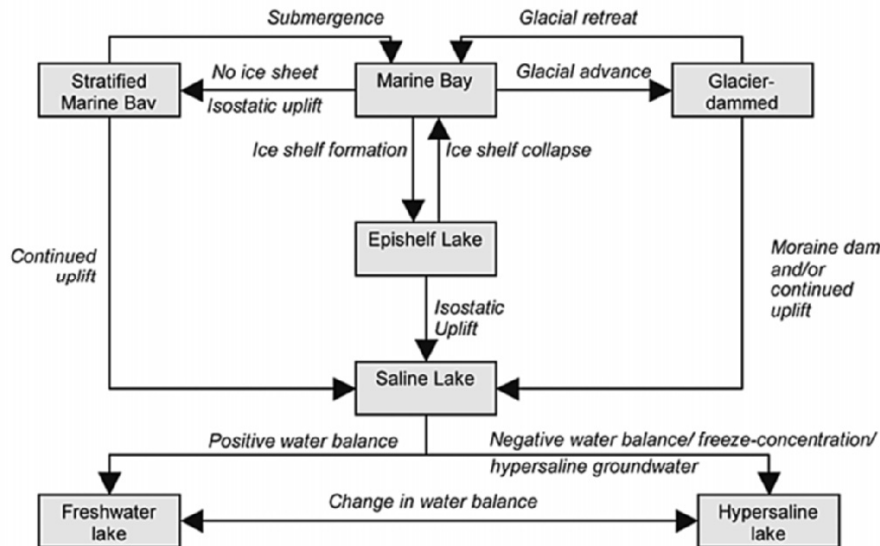 Submergence
Glacial retreat
Stratified
Marine Bay
No ice sheet
Isostatic uplift
Marine Bay
Glacial advance
Glacier-
dammed
Ice shelf formation
Ice shelf collapse
Continued
uplift
Epishelf Lake
Moraine dam
and/or
continued
uplift
Isostatic
Uplift
Saline Lake
Positive water balance
Negative water balance/ freeze-concentration/
hypersaline groundwater
Freshwater
lake
Change in water balance
Hypersaline
lake